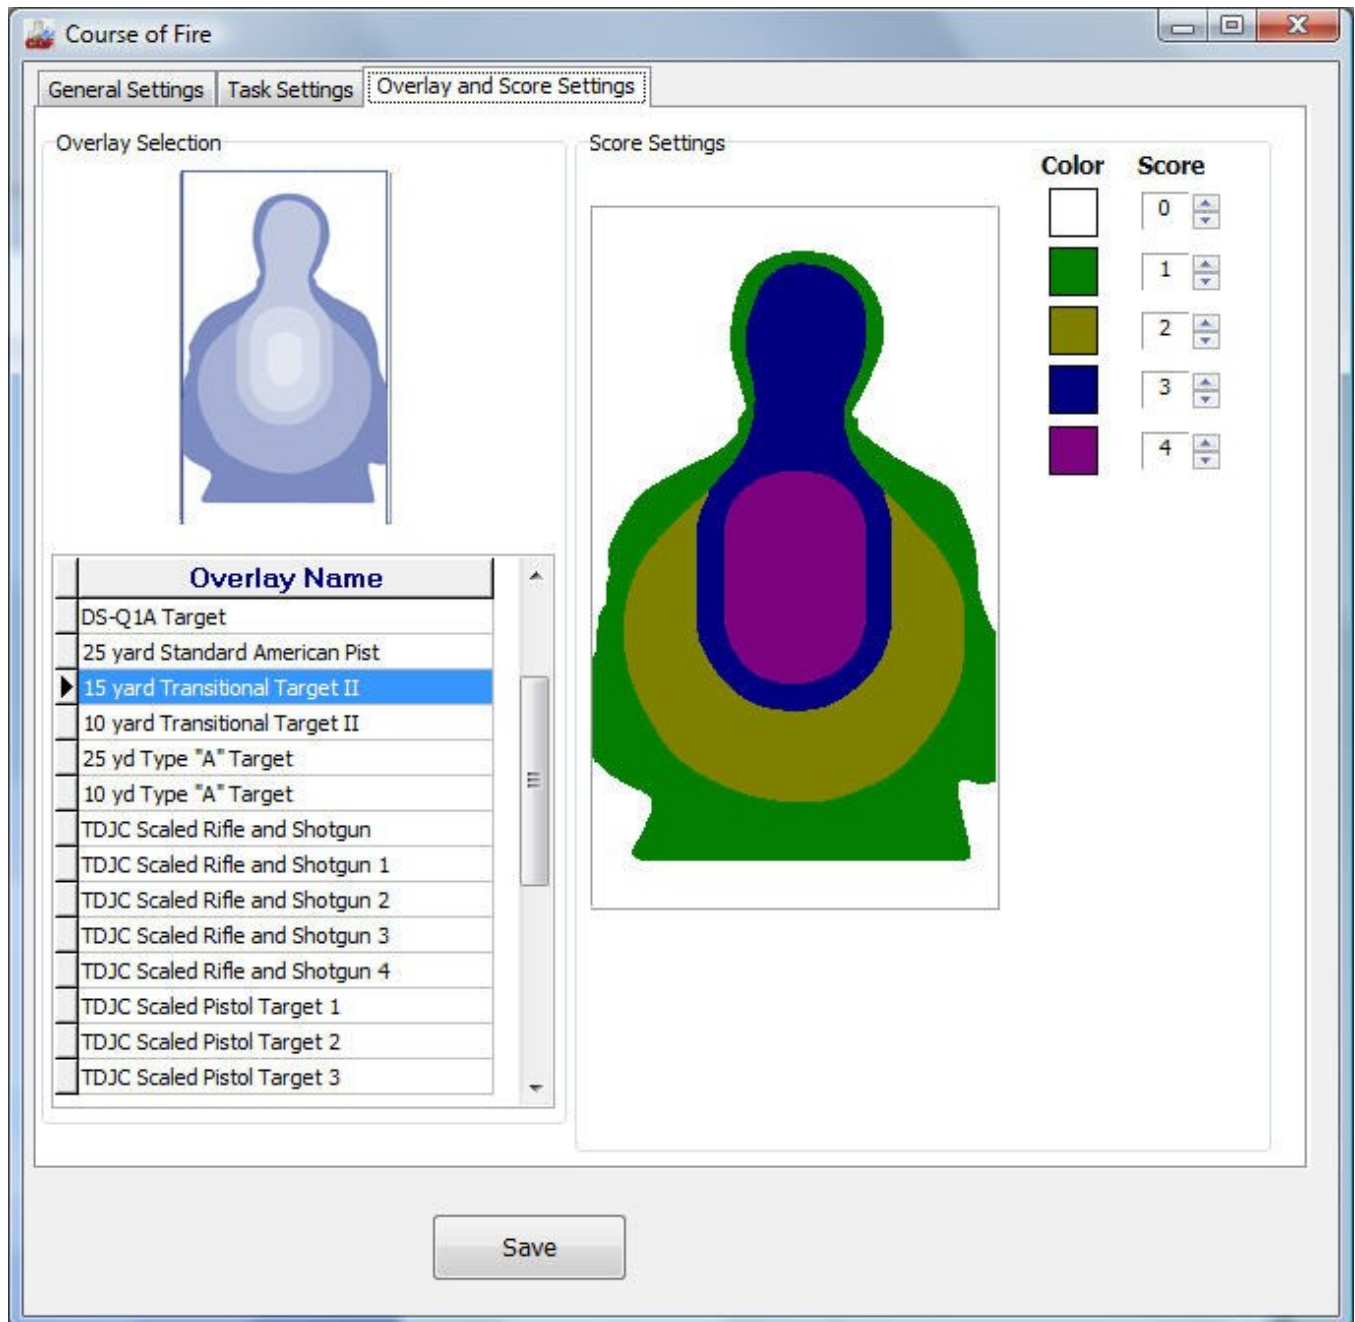 Course of Fire
General Settings Task Settings Overlay and Score Settings
Overlay Selection
Score Settings
Color Score
0
1
2
3
4
Overlay Name
DS-Q1A Target
25 yard Standard American Pist
15 yard Transitional Target II
10 yard Transitional Target II
25 yd Type "A" Target
10 yd Type "A" Target
TDJC Scaled Rifle and Shotgun
TDJC Scaled Rifle and Shotgun 1
TDJC Scaled Rifle and Shotgun 2
TDJC Scaled Rifle and Shotgun 3
TDJC Scaled Rifle and Shotgun 4
TDJC Scaled Pistol Target 1
TDJC Scaled Pistol Target 2
TDJC Scaled Pistol Target 3
Save